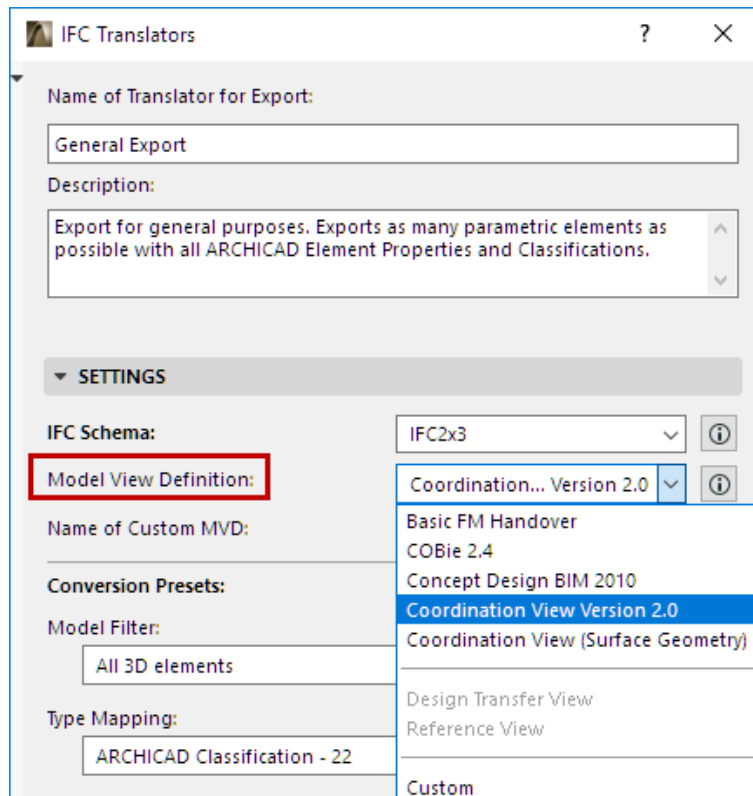 IFC Translators
?
Name of Translator for Export:
General Export
Description:
Export for general purposes. Exports as many parametric elements as
possible with all ARCHICAD Element Properties and Classifications.
SETTINGS
IFC Schema:
IFC2x3
Model View Definition:
Coordination... Version 2.0
Name of Custom MVD:
Basic FM Handover
COBie 2.4
Concept Design BIM 2010
Coordination View Version 2.0
Coordination View (Surface Geometry)
Design Transfer View
Reference View
Custom
Conversion Presets:
Model Filter:
All 3D elements
Type Mapping:
ARCHICAD Classification - 22